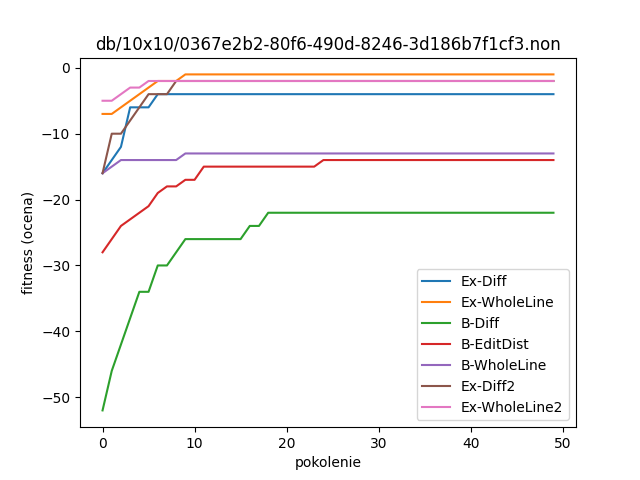 db/10x10/0367e2b2-80f6-490d-8246-3d186b7f1cf3.non
fitness (ocena)
0
−10
−20
−30
−40
−50
Ex-Diff
Ex-WholeLine
B-Diff
B-EditDist
B-WholeLine
Ex-Diff2
Ex-WholeLine2
0 10 20 30 40 50
pokolenie